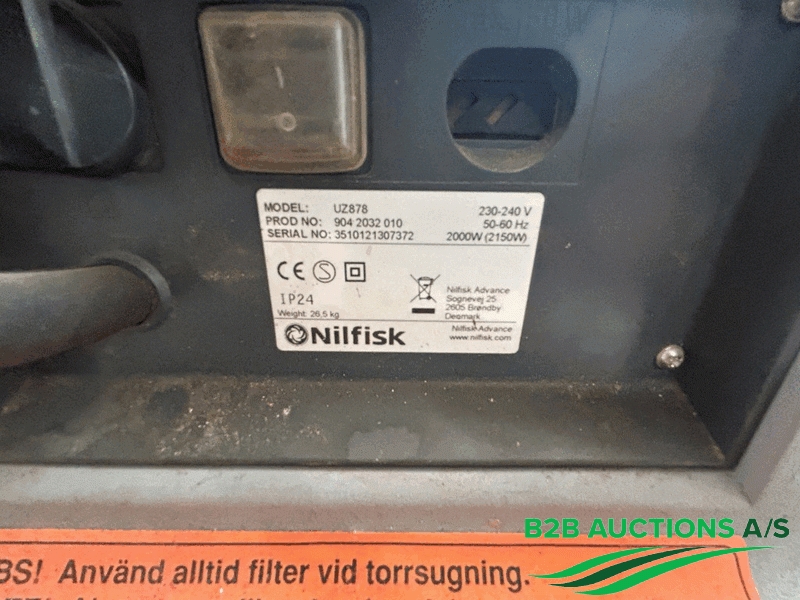 MODEL: UZ878 230-240 V
PROD NO: 904 2032 010 50-60 Hz
SERIAL NO: 3510121307372 2000W (2150W)
CE S
IP24
Weight: 26,5 kg
Nilfisk Advance
Sognevej 25
2605 Brøndby
Denmark
Nilfisk Advance
www.nilfisk.com
Nilfisk
B2B AUCTIONS A/S
BS! Använd alltid filter vid torrsugning.